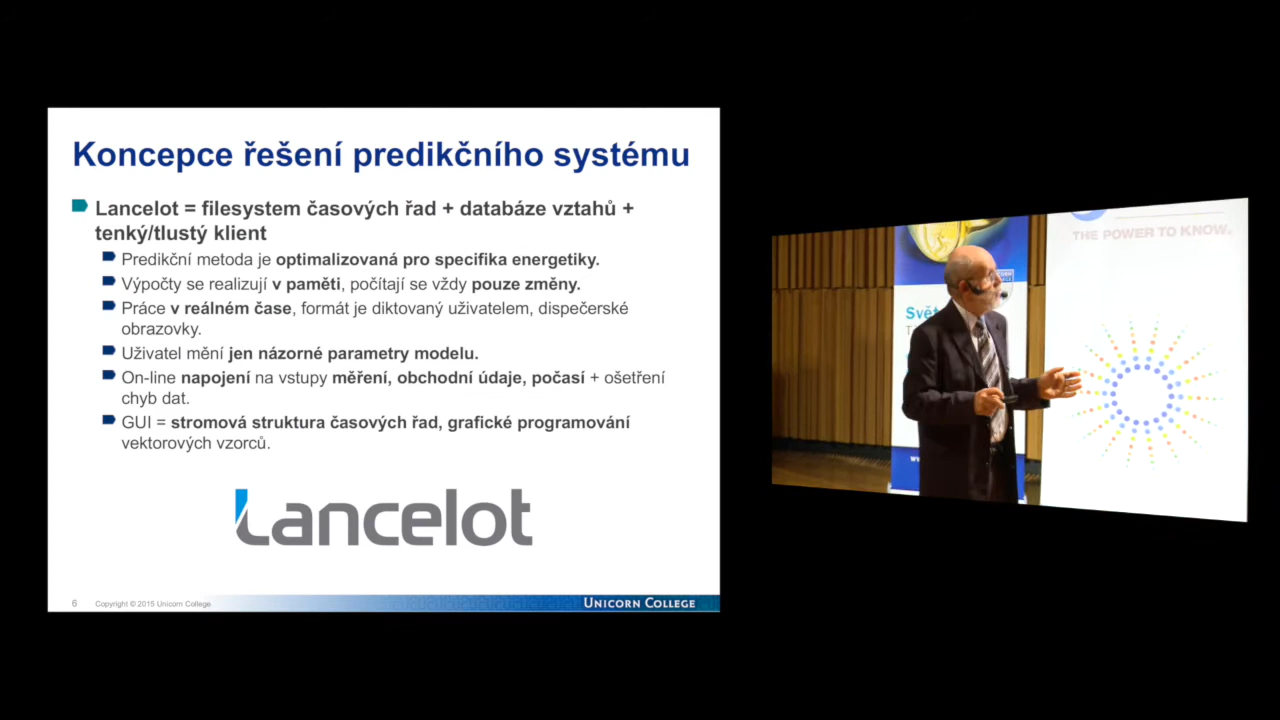 Koncepce řešení predikčního systému
Lancelot = filesystem časových řad + databáze vztahů +
tenký/tlustý klient
Predikční metoda je optimalizovaná pro specifika energetiky.
Výpočty se realizují v paměti, počítají se vždy pouze změny.
Práce v reálném čase, formát je diktovaný uživatelem, dispečerské
obrazovky.
Uživatel mění jen názorné parametry modelu.
On-line napojení na vstupy měření, obchodní údaje, počasí + ošetření
chyb dat.
GUI = stromová struktura časových řad, grafické programování
vektorových vzorců.
Lancelot
6 Copyright © 2015 Unicorn College
UNICORN COLLEGE
THE POWER TO KNOW.
Svět